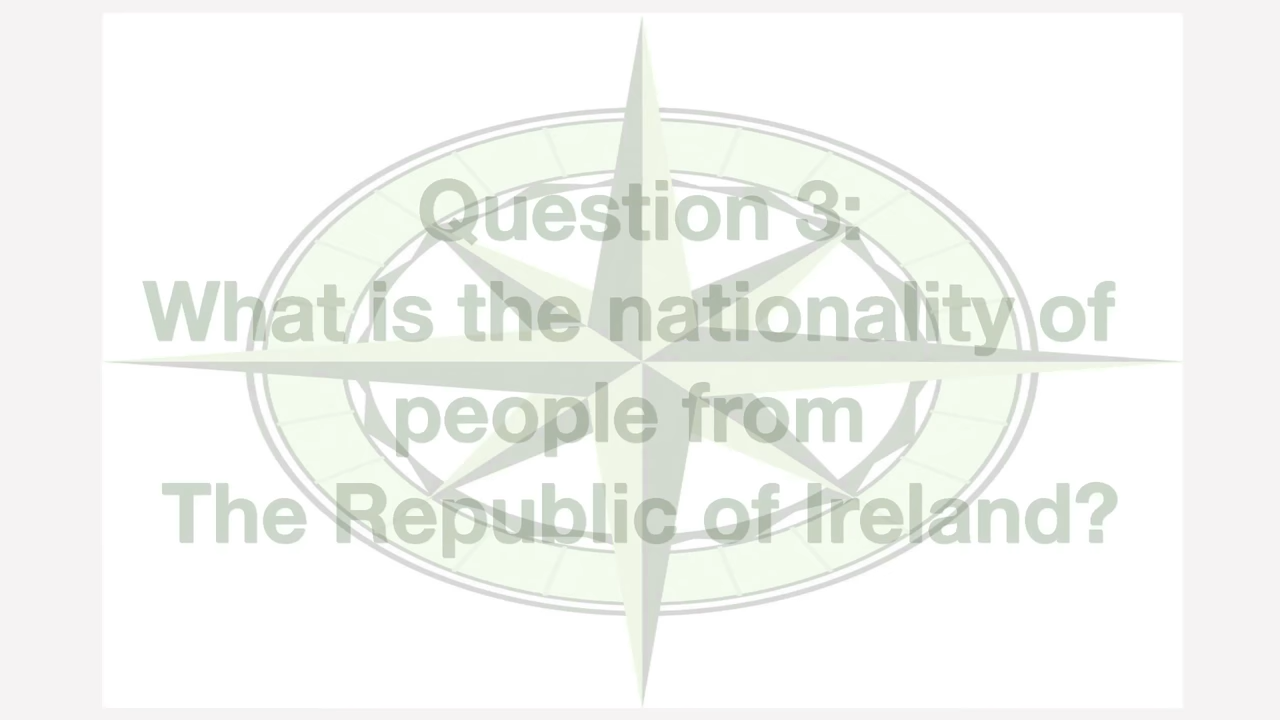 Question 3:
What is the nationality of
people from
The Republic of Ireland?